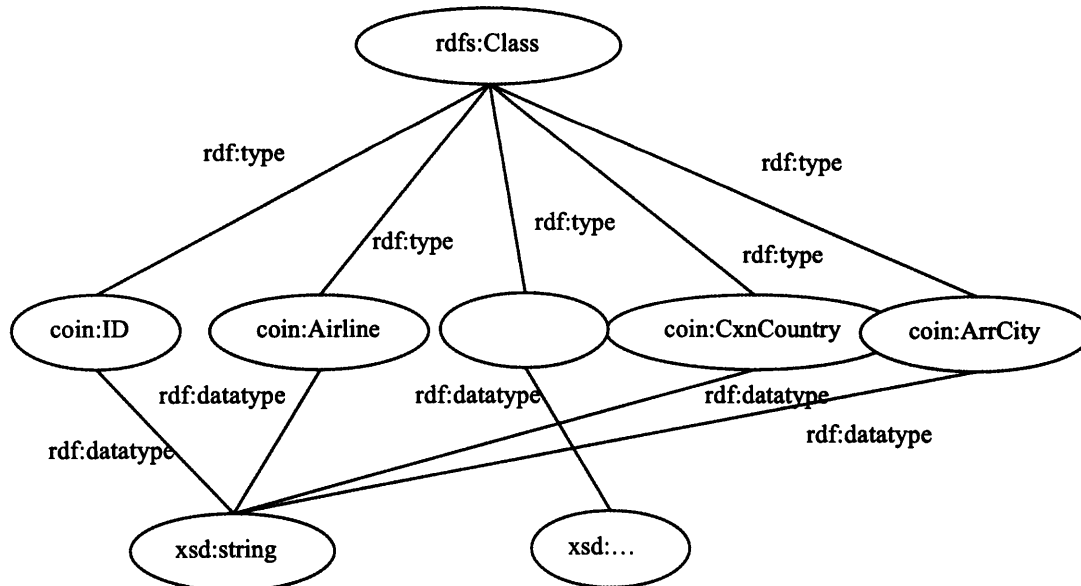 rdfs:Class
rdf:type
rdf:type
rdf:type
rdf:type
rdf:type
coin:ID
coin:Airline
coin:CxnCountry
coin:ArrCity
rdf:datatype
rdf:datatype
rdf:datatype
rdf:datatype
rdf:datatype
xsd:string
xsd:...